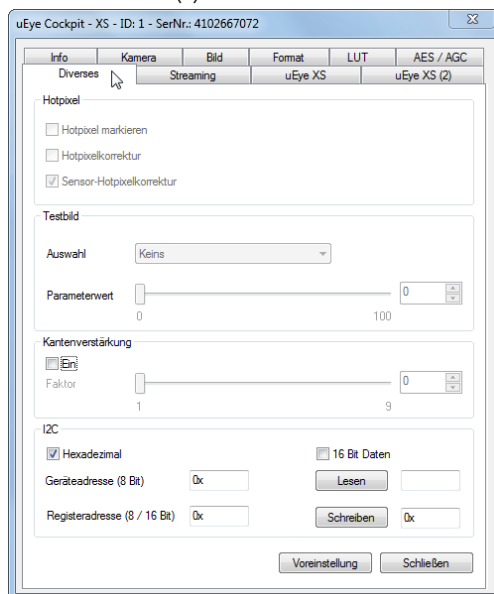 uEye Cockpit - XS - ID: 1 - SerNr.: 4102667072
Info Kamera Bild Format LUT AES / AGC
Diverses Streaming uEye XS uEye XS (2)
Hotpixel
Hotpixel markieren
Hotpixelkorrektur
Sensor-Hotpixelkorrektur
Testbild
Auswahl Keins
Parameterwert 0
0 100
Kantenverstärkung
Ein
Faktor 0
1 9
I2C
Hexadezimal 16 Bit Daten
Geräteadresse (8 Bit) 0x Lesen
Registeradresse (8 / 16 Bit) 0x Schreiben 0x
Voreinstellung Schließen